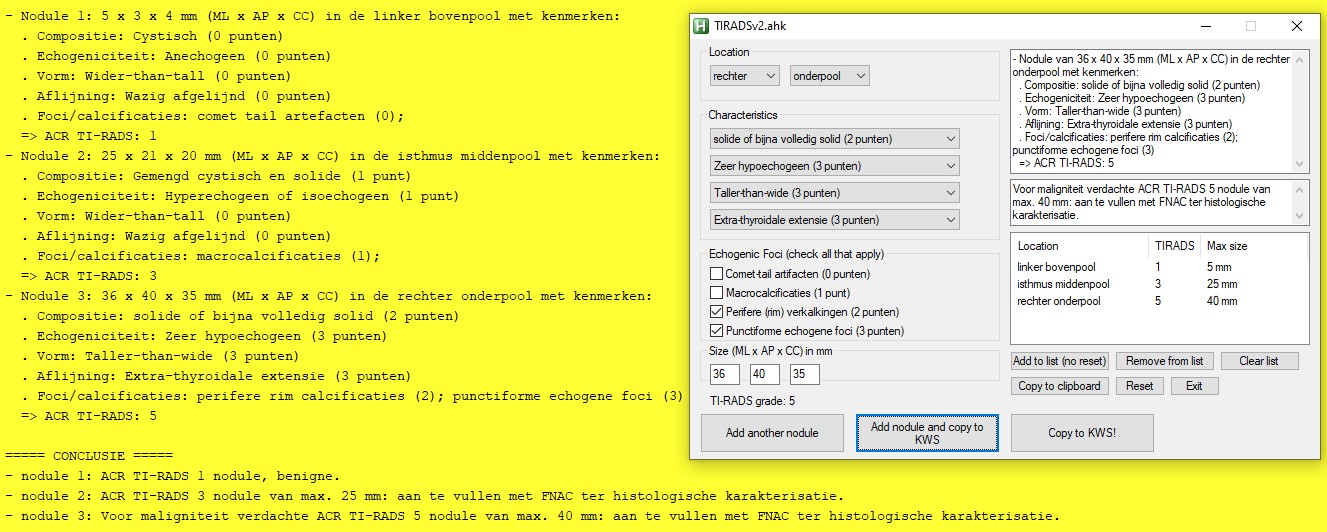 - Nodule 1: 5 x 3 x 4 mm (ML x AP x CC) in de linker bovenpool met kenmerken:
. Compositie: Cystisch (0 punten)
. Echogeniciteit: Anechogeen (0 punten)
. Vorm: Wider-than-tall (0 punten)
. Aflijning: Wazig afgelijnd (0 punten)
. Foci/calcificaties: comet tail artefacten (0);
=> ACR TI-RADS: 1
- Nodule 2: 25 x 21 x 20 mm (ML x AP x CC) in de isthmus middenpool met kenmerken:
. Compositie: Gemengd cystisch en solide (1 punt)
. Echogeniciteit: Hyperechogeen of isoechogeen (1 punt)
. Vorm: Wider-than-tall (0 punten)
. Aflijning: Wazig afgelijnd (0 punten)
. Foci/calcificaties: macrocalcificaties (1);
=> ACR TI-RADS: 3
- Nodule 3: 36 x 40 x 35 mm (ML x AP x CC) in de rechter onderpool met kenmerken:
. Compositie: solide of bijna volledig solid (2 punten)
. Echogeniciteit: Zeer hypoechogeen (3 punten)
. Vorm: Taller-than-wide (3 punten)
. Aflijning: Extra-thyroidale extensie (3 punten)
. Foci/calcificaties: perifere rim calcificaties (2); punctiforme echogene foci (3)
=> ACR TI-RADS: 5
===== CONCLUSIE =====
- nodule 1: ACR TI-RADS 1 nodule, benigne.
- nodule 2: ACR TI-RADS 3 nodule van max. 25 mm: aan te vullen met FNAC ter histologische karakterisatie.
- nodule 3: Voor maligniteit verdachte ACR TI-RADS 5 nodule van max. 40 mm: aan te vullen met FNAC ter histologische karakterisatie.
H TIRADSv2.ahk
Location
rechter onderpool
Characteristics
solide of bijna volledig solid (2 punten)
Zeer hypoechogeen (3 punten)
Taller-than-wide (3 punten)
Extra-thyroidale extensie (3 punten)
Echogenic Foci (check all that apply)
Comet-tail artifacten (0 punten)
Macrocalcificaties (1 punt)
Perifere (rim) verkalkingen (2 punten)
Punctiforme echogene foci (3 punten)
Size (ML x AP x CC) in mm
36 40 35
TI-RADS grade: 5
Add another nodule
Add nodule and copy to
KWS
Copy to KWS!
- Nodule van 36 x 40 x 35 mm (ML x AP x CC) in de rechter
onderpool met kenmerken:
. Compositie: solide of bijna volledig solid (2 punten)
. Echogeniciteit: Zeer hypoechogeen (3 punten)
. Vorm: Taller-than-wide (3 punten)
. Aflijning: Extra-thyroidale extensie (3 punten)
. Foci/calcificaties: perifere rim calcificaties (2);
punctiforme echogene foci (3)
=> ACR TI-RADS: 5
Voor maligniteit verdachte ACR TI-RADS 5 nodule van
max. 40 mm: aan te vullen met FNAC ter histologische
karakterisatie.
Location TIRADS Max size
linker bovenpool 1 5 mm
isthmus middenpool 3 25 mm
rechter onderpool 5 40 mm
Add to list (no reset) Remove from list Clear list
Copy to clipboard Reset Exit